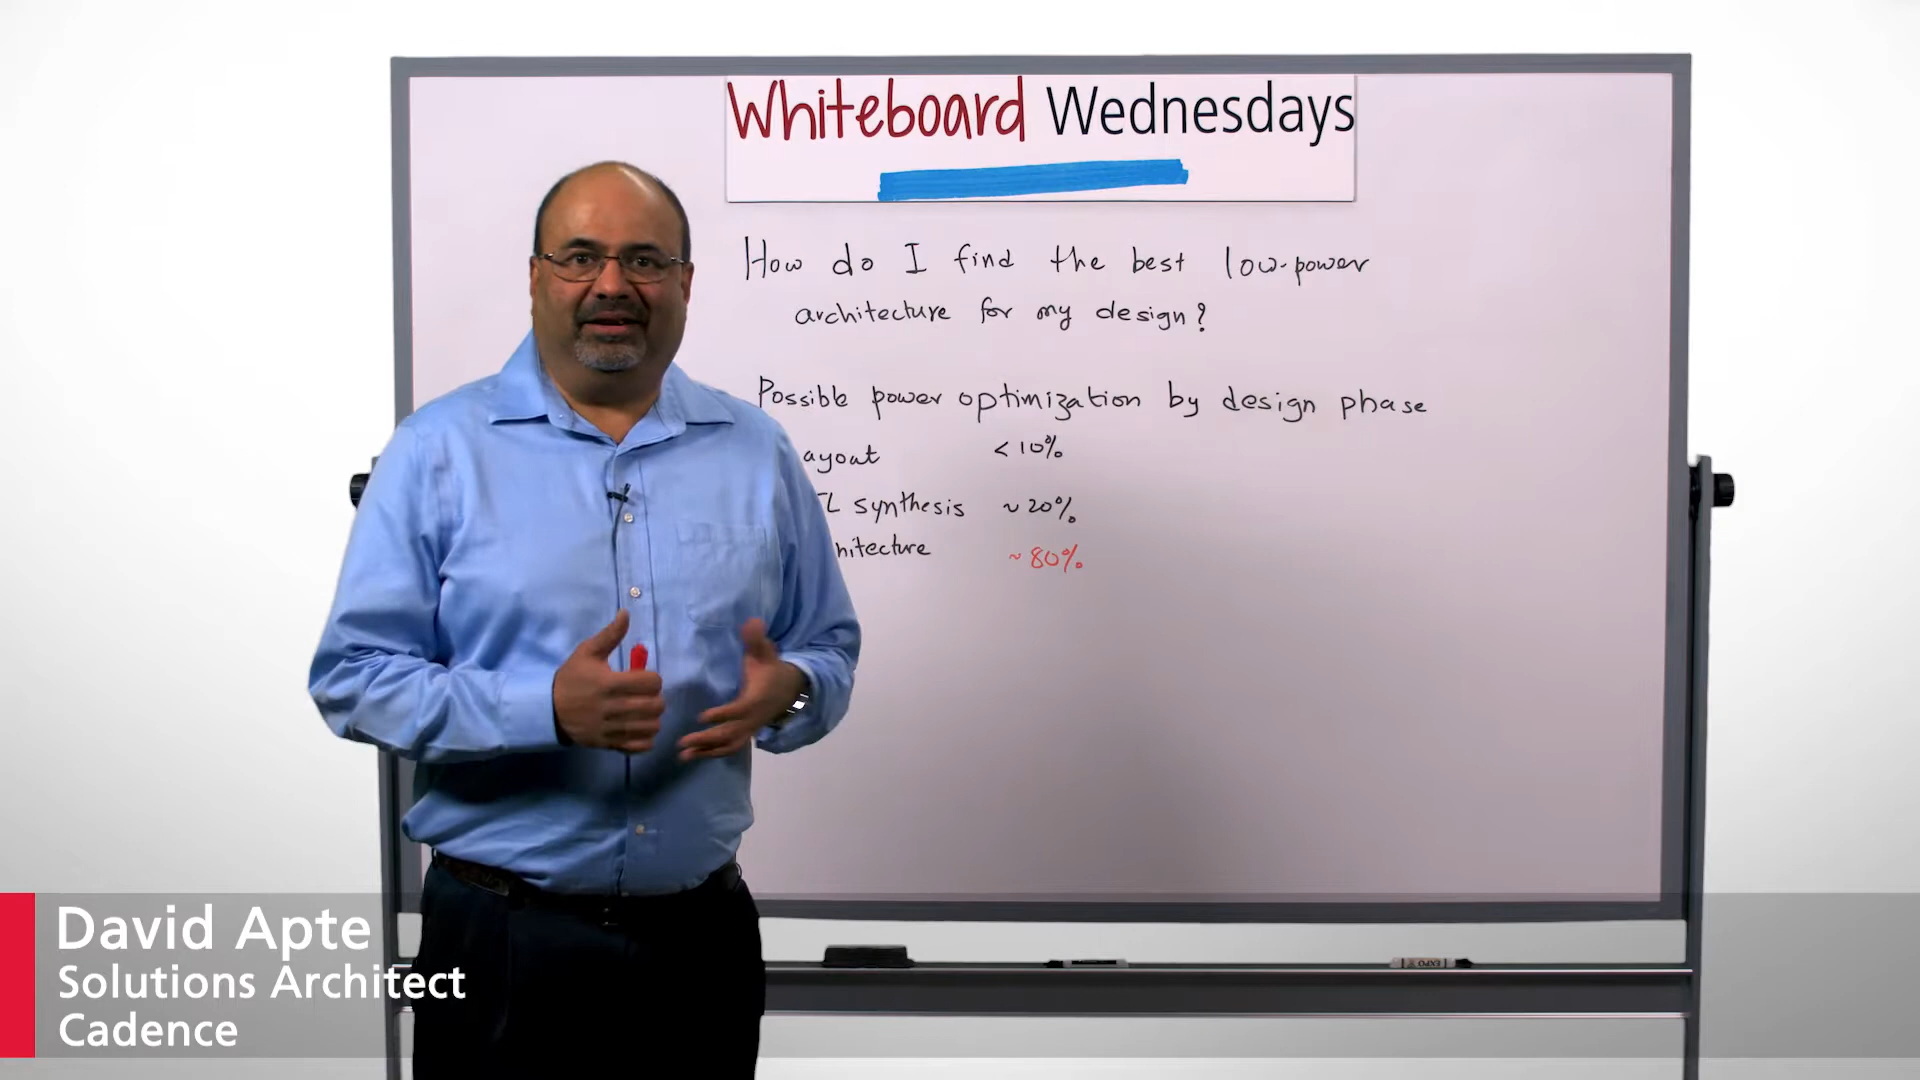 Whiteboard Wednesdays
How do I find the best low-power
architecture for my design?
Possible power optimization by design phase
ayout < 10%
TL synthesis ~ 20%
hitecture ~ 80%
David Apte
Solutions Architect
Cadence
EXPO